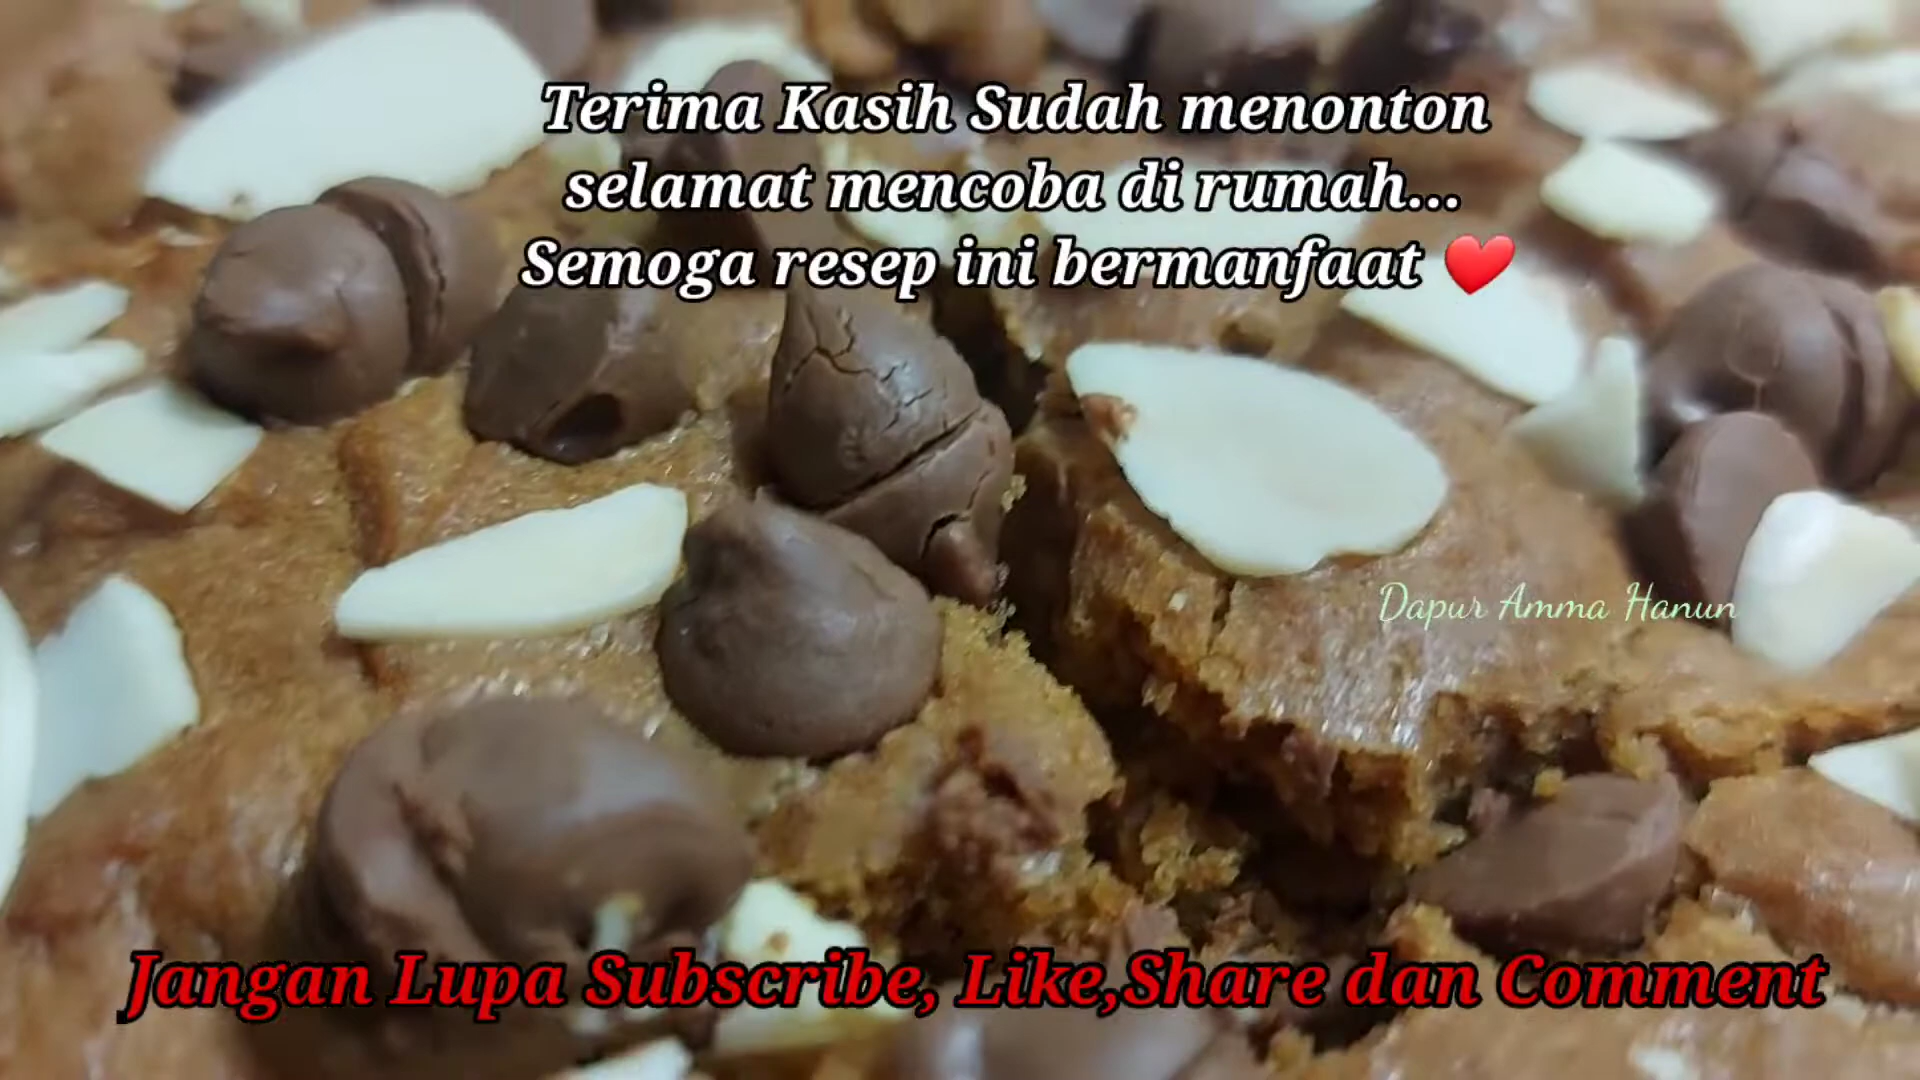 Terima Kasih Sudah menonton
selamat mencoba di rumah...
Semoga resep ini bermanfaat ❤️
Dapur Amma Hanun
Jangan Lupa Subscribe, Like,Share dan Comment